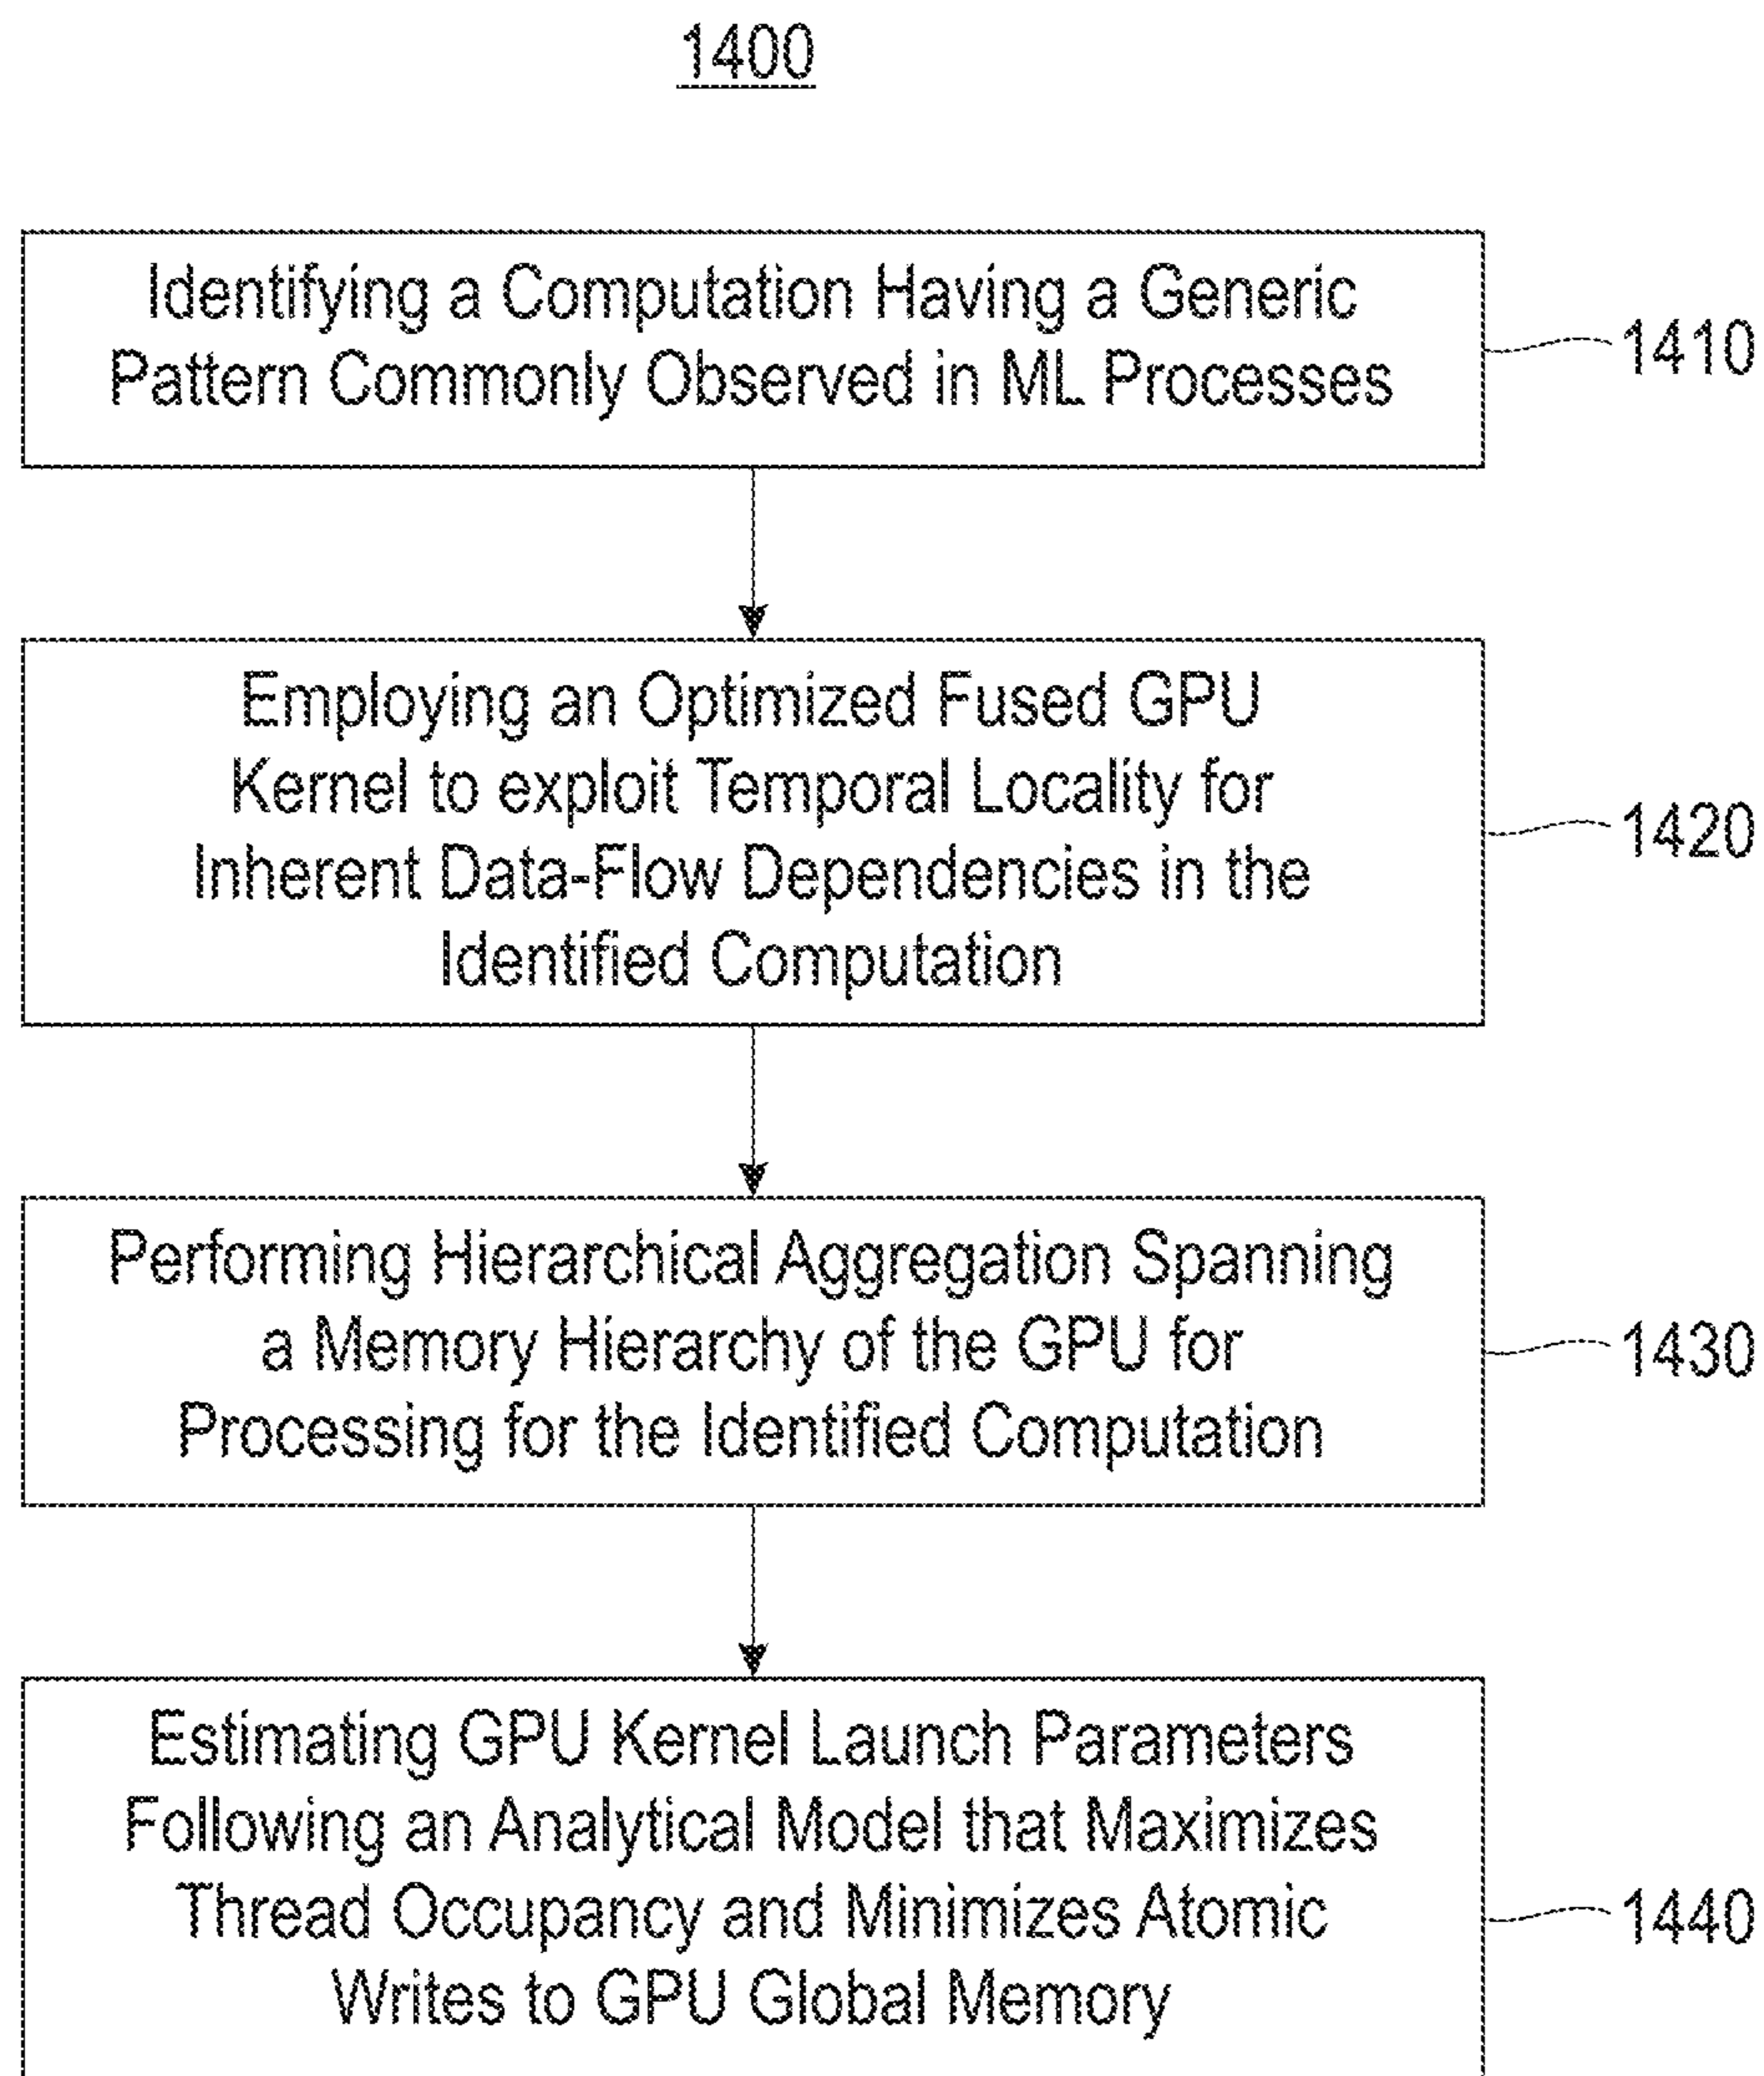 1400
Identifying a Computation Having a Generic
Pattern Commonly Observed in ML Processes
1410
Employing an Optimized Fused GPU
Kernel to exploit Temporal Locality for
Inherent Data-Flow Dependencies in the
Identified Computation
1420
Performing Hierarchical Aggregation Spanning
a Memory Hierarchy of the GPU for
Processing for the Identified Computation
1430
Estimating GPU Kernel Launch Parameters
Following an Analytical Model that Maximizes
Thread Occupancy and Minimizes Atomic
Writes to GPU Global Memory
1440